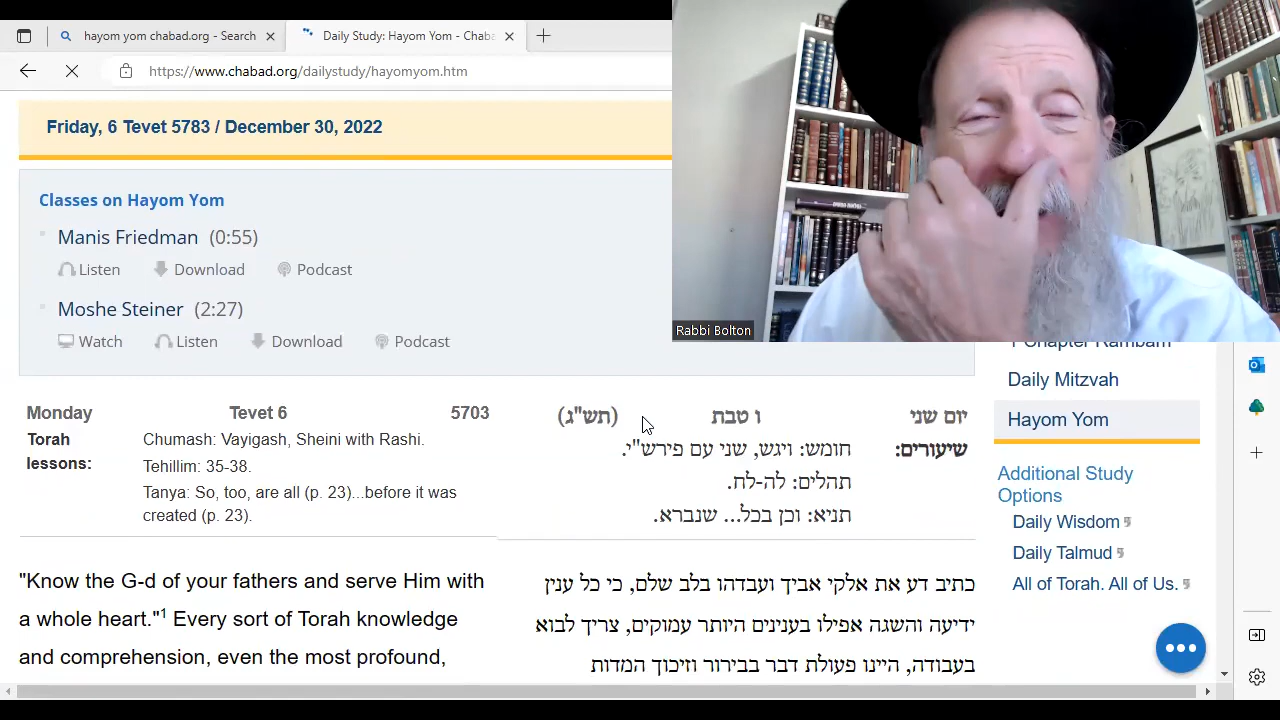 hayom yom chabad.org - Search
Daily Study: Hayom Yom - Chab
https://www.chabad.org/dailystudy/hayomyom.htm
Friday, 6 Tevet 5783 / December 30, 2022
Classes on Hayom Yom
Manis Friedman (0:55)
Listen Download Podcast
Moshe Steiner (2:27)
Watch Listen Download Podcast
Rabbi Bolton
1 Chapter Rambam
Daily Mitzvah
Hayom Yom
Additional Study
Options
Daily Wisdom
Daily Talmud
All of Torah. All of Us.
Monday Tevet 6 5703
Torah lessons:
Chumash: Vayigash, Sheini with Rashi.
Tehillim: 35-38.
Tanya: So, too, are all (p. 23)...before it was
created (p. 23).
יום שני ו טבת (תש"ג)
שיעורים: חומש: ויגש, שני עם פירש"י.
תהלים: לה-לח.
תניא: וכן בכל... שנברא.
"Know the G-d of your fathers and serve Him with
a whole heart."1 Every sort of Torah knowledge
and comprehension, even the most profound,
כתיב דע את אלקי אביך ועבדהו בלב שלם, כי כל ענין
ידיעה והשגה אפילו בענינים היותר עמוקים, צריך לבוא
בעבודה, היינו פעולת דבר בבירור וזיכוך המדות